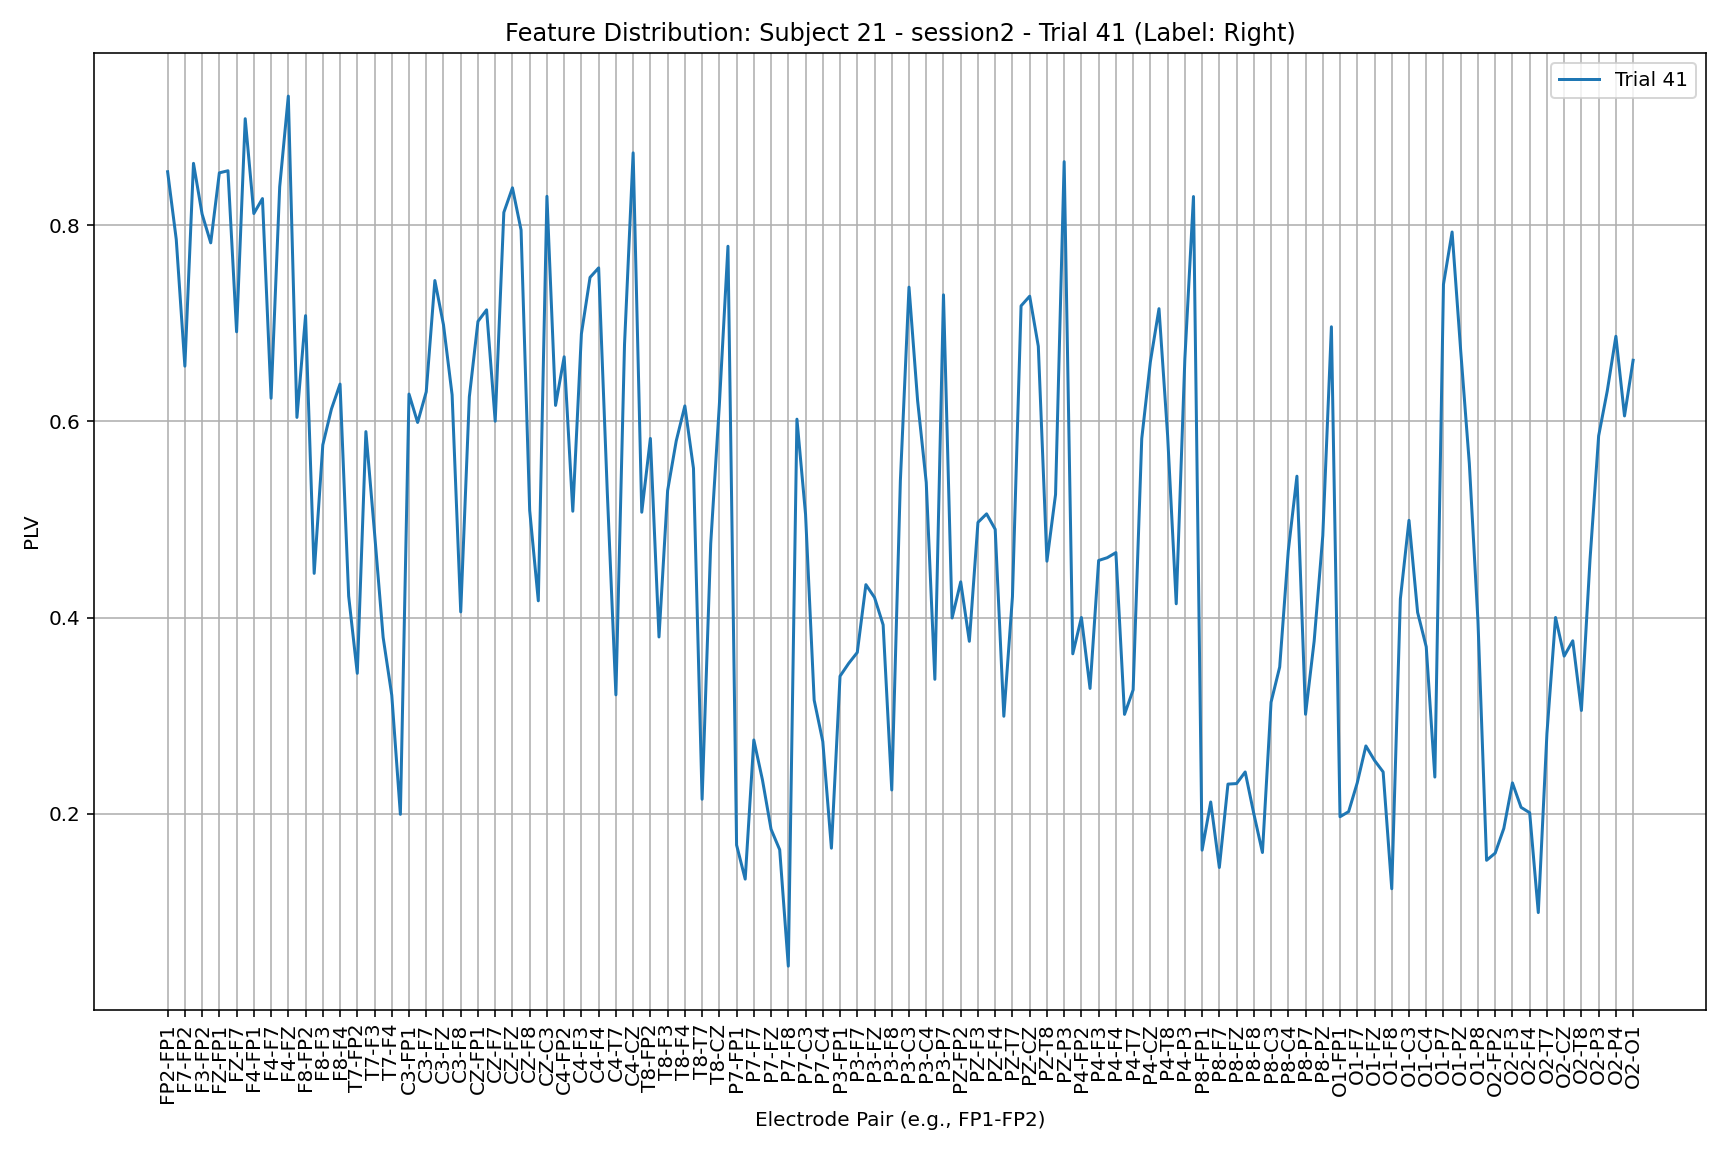 Feature Distribution: Subject 21 - session2 - Trial 41 (Label: Right)
Trial 41
PLV
0.8
0.6
0.4
0.2
FP2-FP1
F7-FP2
F3-FP2
FZ-FP1
FZ-F7
F4-FP1
F4-F7
F4-FZ
F8-FP2
F8-F3
F8-F4
T7-FP2
T7-F3
T7-F4
C3-FP1
C3-F7
C3-FZ
C3-F8
CZ-FP1
CZ-F7
CZ-FZ
CZ-F8
CZ-C3
C4-FP2
C4-F3
C4-F4
C4-T7
C4-CZ
T8-FP2
T8-F3
T8-F4
T8-T7
T8-CZ
P7-FP1
P7-F7
P7-FZ
P7-F8
P7-C3
P7-C4
P3-FP1
P3-F7
P3-FZ
P3-F8
P3-C3
P3-C4
P3-P7
PZ-FP2
PZ-F3
PZ-F4
PZ-T7
PZ-CZ
PZ-T8
PZ-P3
P4-FP2
P4-F3
P4-F4
P4-T7
P4-CZ
P4-T8
P4-P3
P8-FP1
P8-F7
P8-FZ
P8-F8
P8-C3
P8-C4
P8-P7
P8-PZ
O1-FP1
O1-F7
O1-FZ
O1-F8
O1-C3
O1-C4
O1-P7
O1-PZ
O1-P8
O2-FP2
O2-F3
O2-F4
O2-T7
O2-CZ
O2-T8
O2-P3
O2-P4
O2-O1
Electrode Pair (e.g., FP1-FP2)